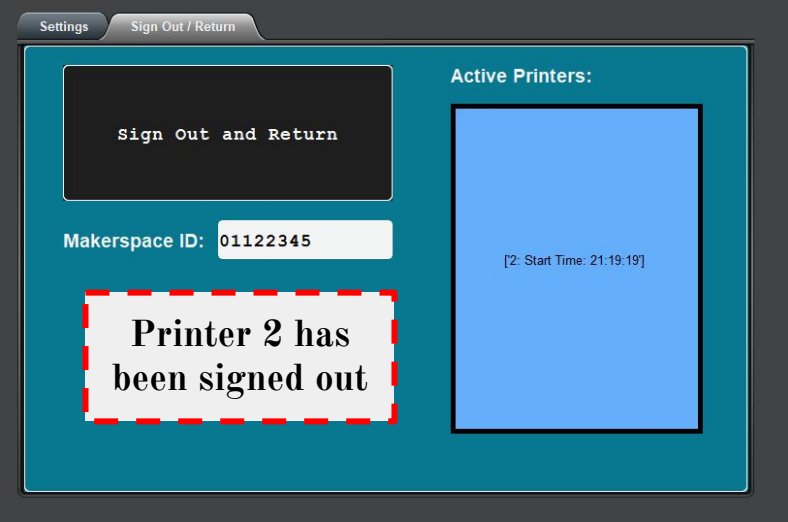 Settings
Sign Out / Return
Sign Out and Return
Active Printers:
Makerspace ID: 01122345
['2: Start Time: 21:19:19']
Printer 2 has
been signed out